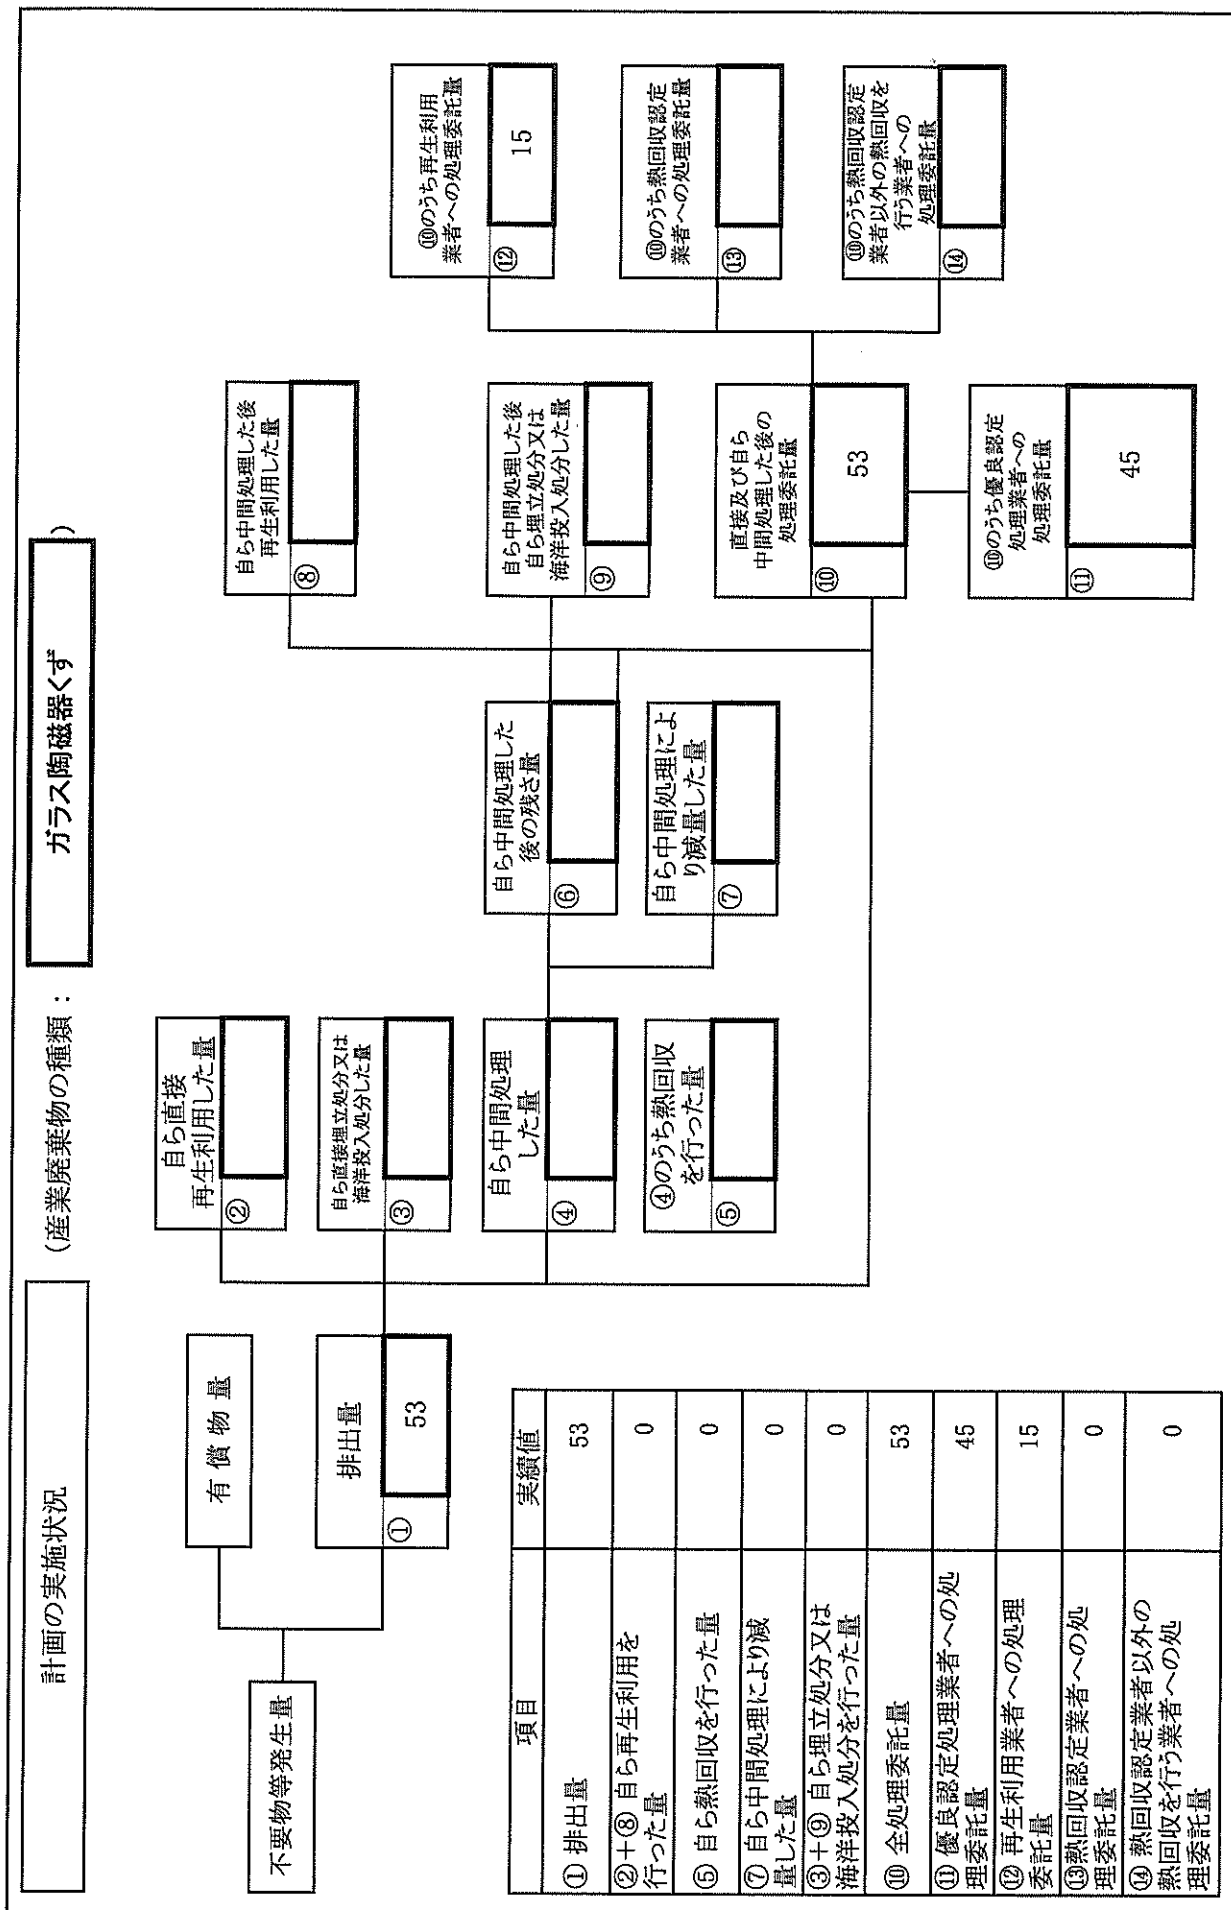 計画の実施状況
(産業廃棄物の種類:
ガラス陶磁器くず
)
不要物等発生量
有 償 物 量
排出量
①
53
自ら直接
再生利用した量
②
自ら直接埋立処分又は
海洋投入処分した量
③
自ら中間処理
した量
④
④のうち熱回収
を行った量
⑤
自ら中間処理した
後の残さ量
⑥
自ら中間処理によ
り減量した量
⑦
自ら中間処理した後
再生利用した量
⑧
自ら中間処理した後
自ら埋立処分又は
海洋投入処分した量
⑨
直接及び自ら
中間処理した後の
処理委託量
⑩
53
⑩のうち優良認定
処理業者への
処理委託量
⑪
45
⑩のうち再生利用
業者への処理委託量
⑫
15
⑩のうち熱回収認定
業者への処理委託量
⑬
⑩のうち熱回収認定
業者以外の熱回収を
行う業者への
処理委託量
⑭
項目
実績値
① 排出量
53
②+⑧ 自ら再生利用を
行った量
0
⑤ 自ら熱回収を行った量
0
⑦ 自ら中間処理により減
量した量
0
③+⑨ 自ら埋立処分又は
海洋投入処分を行った量
0
⑩ 全処理委託量
53
⑪ 優良認定処理業者への処
理委託量
45
⑫ 再生利用業者への処理
委託量
15
⑬熱回収認定業者への処
理委託量
0
⑭ 熱回収認定業者以外の
熱回収を行う業者への処
理委託量
0